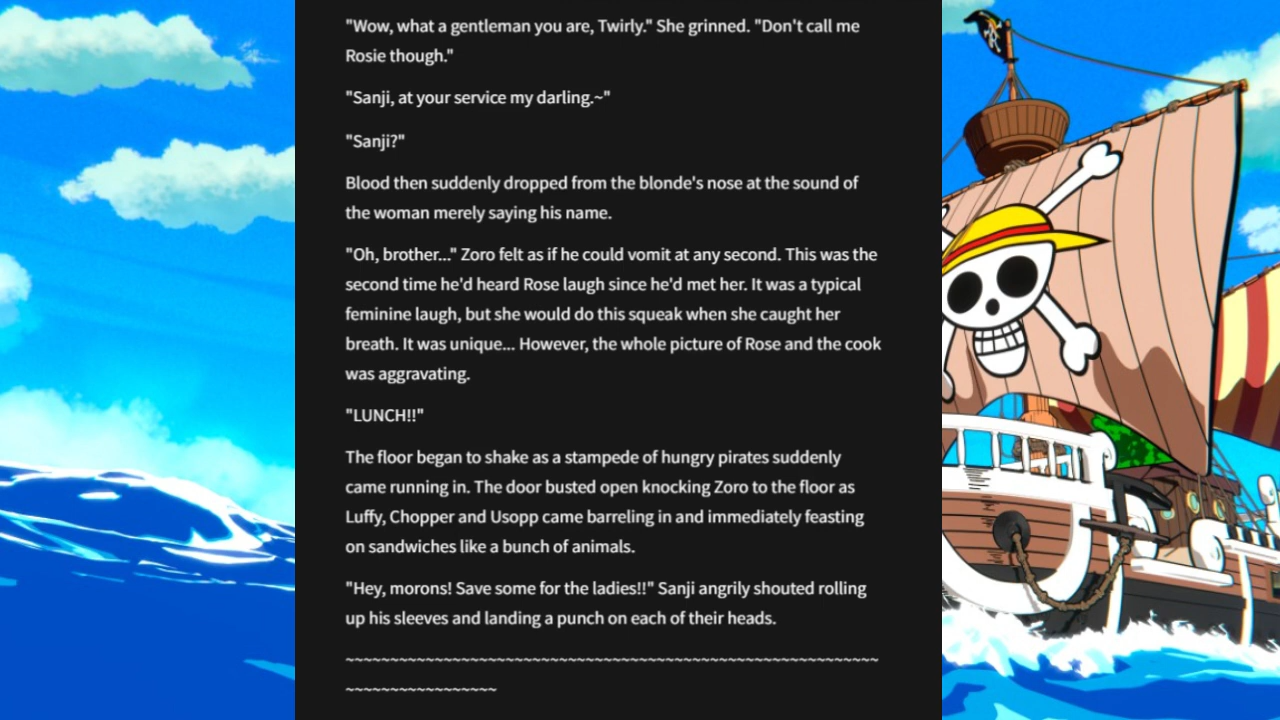 "Wow, what a gentleman you are, Twirly." She grinned. "Don't call me
Rosie though."
"Sanji, at your service my darling.~"
"Sanji?"
Blood then suddenly dropped from the blonde's nose at the sound of
the woman merely saying his name.
"Oh, brother..." Zoro felt as if he could vomit at any second. This was the
second time he'd heard Rose laugh since he'd met her. It was a typical
feminine laugh, but she would do this squeak when she caught her
breath. It was unique... However, the whole picture of Rose and the cook
was aggravating.
"LUNCH!!"
The floor began to shake as a stampede of hungry pirates suddenly
came running in. The door busted open knocking Zoro to the floor as
Luffy, Chopper and Usopp came barreling in and immediately feasting
on sandwiches like a bunch of animals.
"Hey, morons! Save some for the ladies!!" Sanji angrily shouted rolling
up his sleeves and landing a punch on each of their heads.
~~~~~~~~~~~~~~~~~~~~~~~~~~~~~~~~~~~~~~~~~~~~~~~~~~~~~~~~~~~~
~~~~~~~~~~~~~~~~~